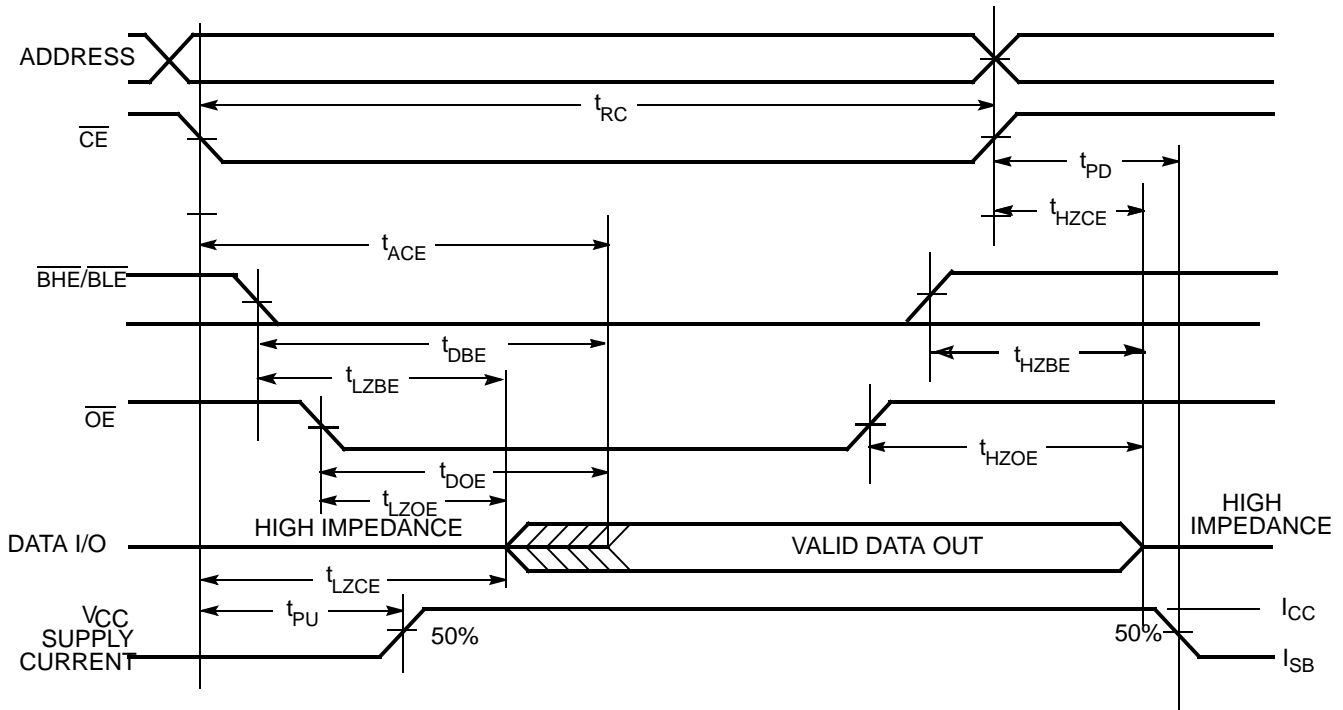 ADDRESS
tRC
CE
tPD
tHZCE
tACE
BHE/BLE
tDBE
tHZBE
tLZBE
OE
tHZOE
tDOE
tLZOE
HIGH IMPEDANCE
HIGH
IMPEDANCE
DATA I/O
VALID DATA OUT
tLZCE
tPU
VCC
SUPPLY
CURRENT
50%
50%
ICC
ISB